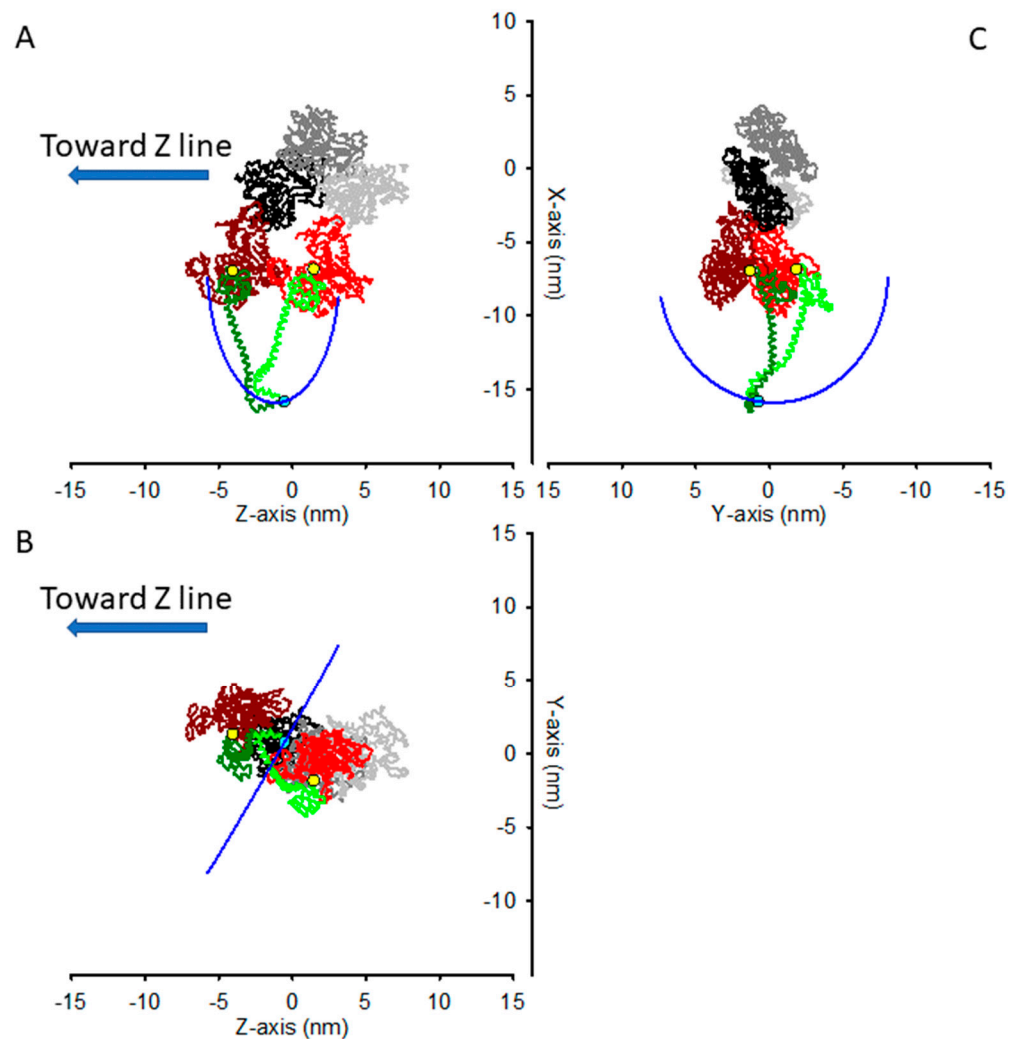 A
C
Toward Z line
10
5
0
-5
-10
-15
X-axis (nm)
-15 -10 -5 0 5 10 15
Z-axis (nm)
15 10 5 0 -5 -10 -15
Y-axis (nm)
B
Toward Z line
15
10
5
0
-5
-10
Y-axis (nm)
-15 -10 -5 0 5 10 15
Z-axis (nm)